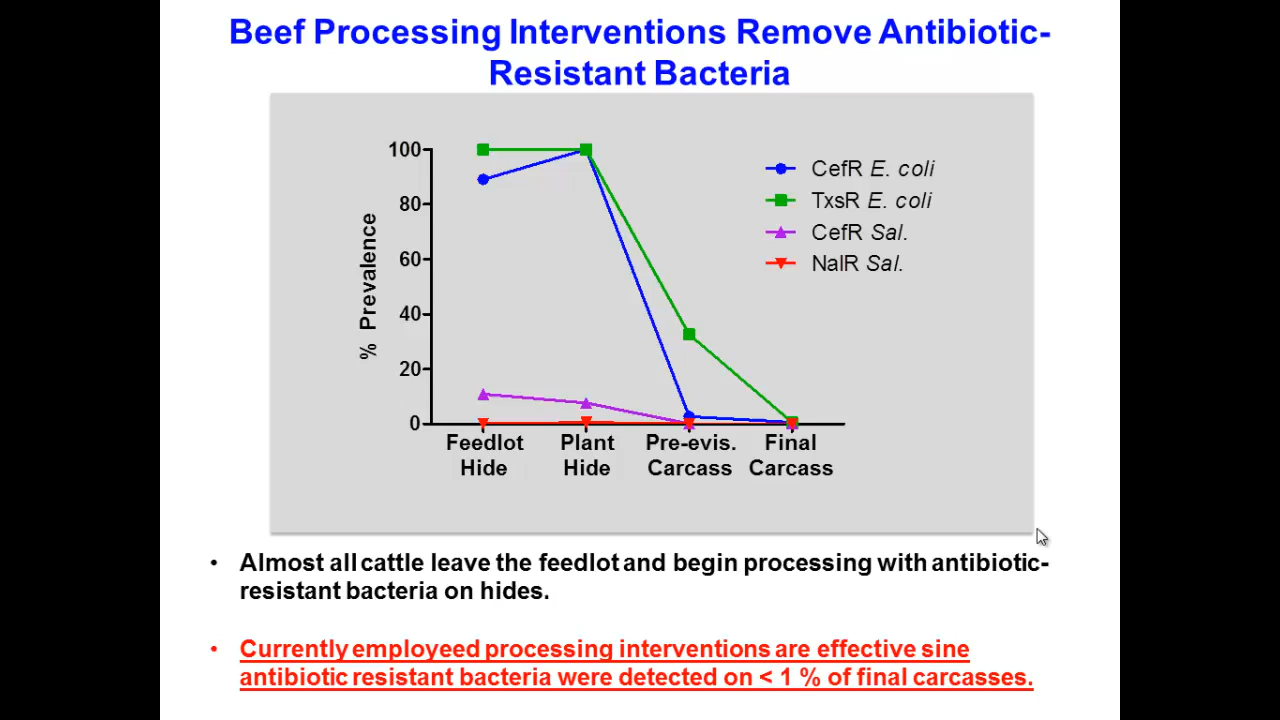 Beef Processing Interventions Remove Antibiotic-
Resistant Bacteria
100
80
60
40
20
0
% Prevalence
CefR E. coli
TxsR E. coli
CefR Sal.
NalR Sal.
Feedlot Hide
Plant Hide
Pre-evis. Carcass
Final Carcass
• Almost all cattle leave the feedlot and begin processing with antibiotic-
resistant bacteria on hides.
• Currently employeed processing interventions are effective sine
antibiotic resistant bacteria were detected on < 1 % of final carcasses.